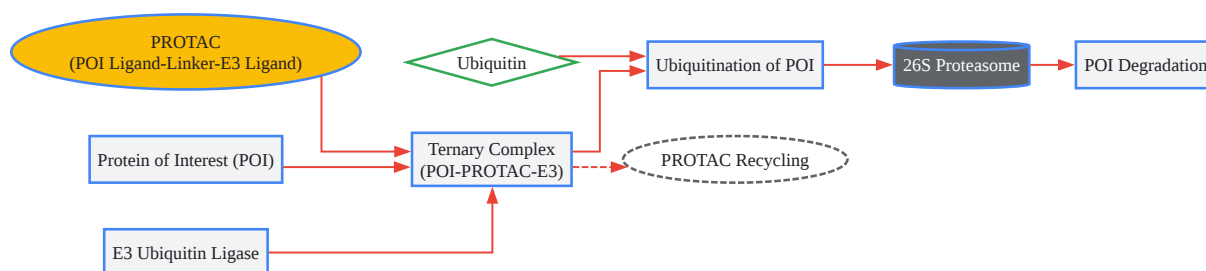 PROTAC
(POI Ligand-Linker-E3 Ligand)
Ubiquitin
Ubiquitination of POI
26S Proteasome
POI Degradation
Protein of Interest (POI)
Ternary Complex
(POI-PROTAC-E3)
PROTAC Recycling
E3 Ubiquitin Ligase